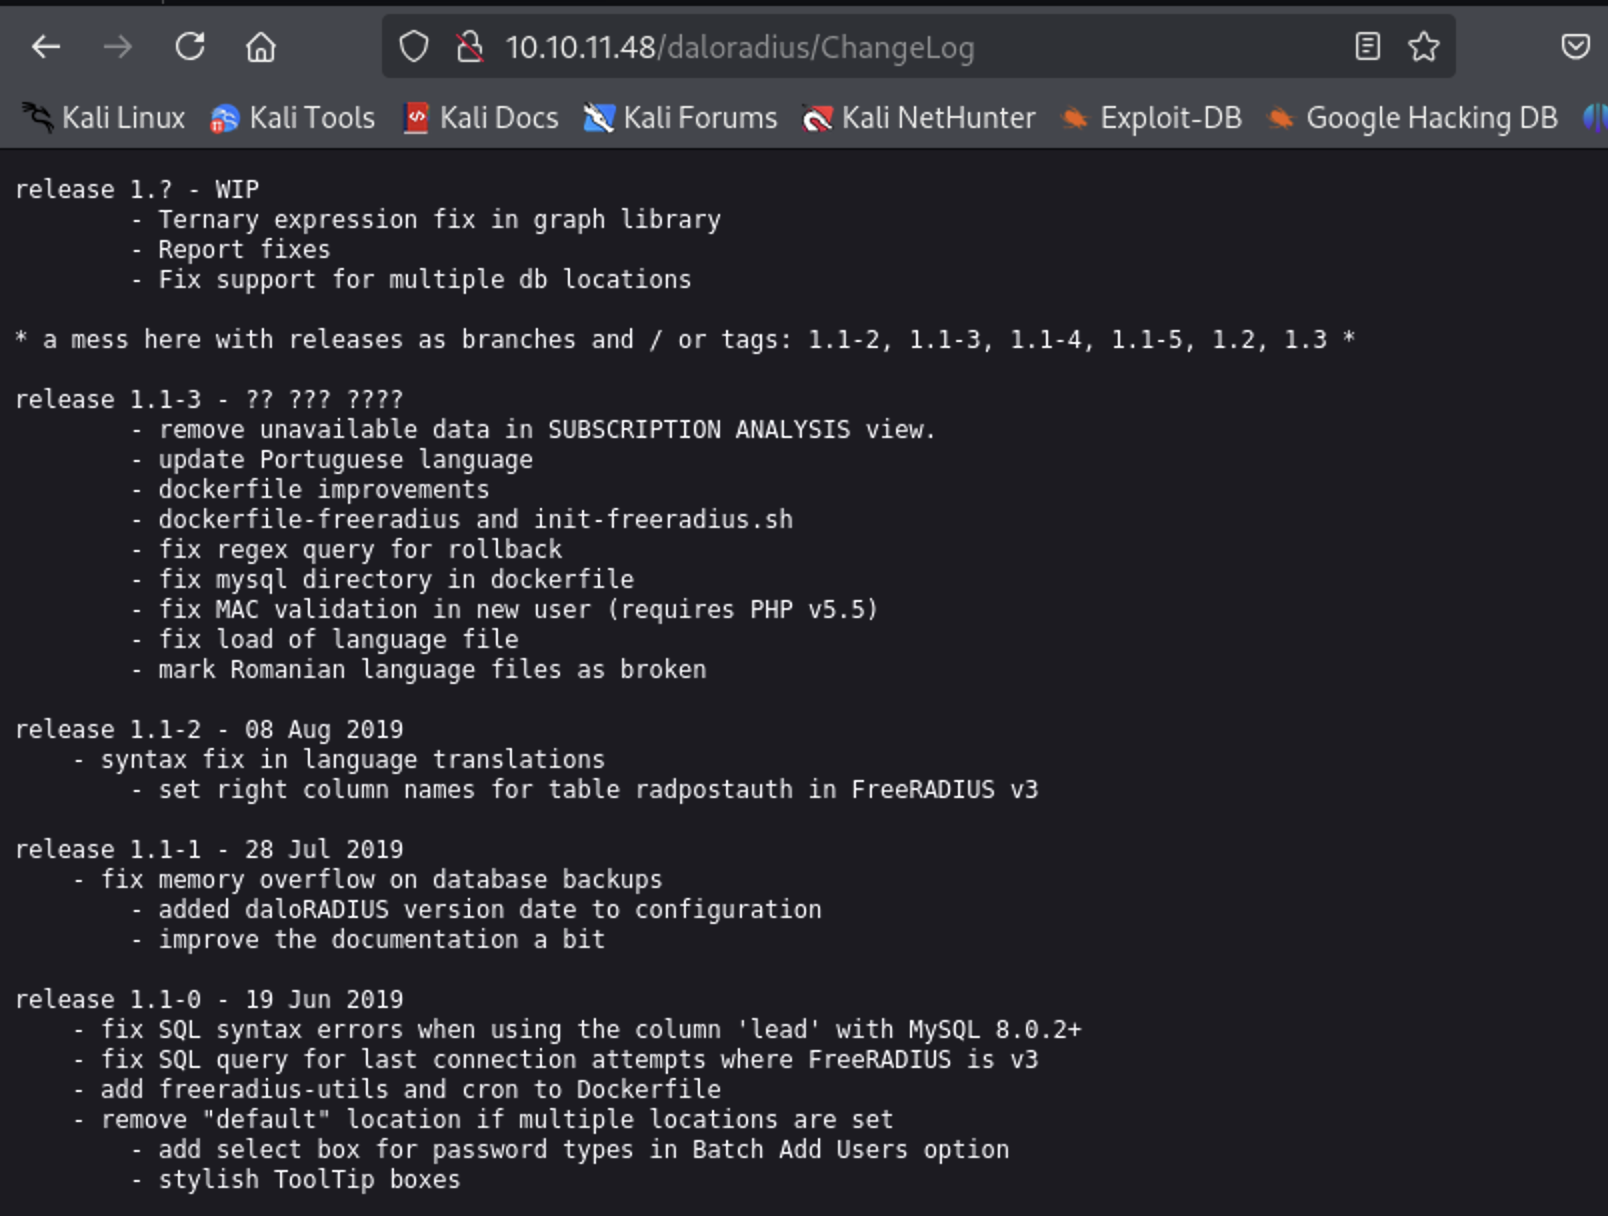 10.10.11.48/daloradius/ChangeLog
Kali Linux Kali Tools Kali Docs Kali Forums Kali NetHunter Exploit-DB Google Hacking DB
release 1.? - WIP
- Ternary expression fix in graph library
- Report fixes
- Fix support for multiple db locations
* a mess here with releases as branches and / or tags: 1.1-2, 1.1-3, 1.1-4, 1.1-5, 1.2, 1.3 *
release 1.1-3 - ?? ??? ????
- remove unavailable data in SUBSCRIPTION ANALYSIS view.
- update Portuguese language
- dockerfile improvements
- dockerfile-freeradius and init-freeradius.sh
- fix regex query for rollback
- fix mysql directory in dockerfile
- fix MAC validation in new user (requires PHP v5.5)
- fix load of language file
- mark Romanian language files as broken
release 1.1-2 - 08 Aug 2019
- syntax fix in language translations
- set right column names for table radpostauth in FreeRADIUS v3
release 1.1-1 - 28 Jul 2019
- fix memory overflow on database backups
- added daloRADIUS version date to configuration
- improve the documentation a bit
release 1.1-0 - 19 Jun 2019
- fix SQL syntax errors when using the column 'lead' with MySQL 8.0.2+
- fix SQL query for last connection attempts where FreeRADIUS is v3
- add freeradius-utils and cron to Dockerfile
- remove "default" location if multiple locations are set
- add select box for password types in Batch Add Users option
- stylish ToolTip boxes